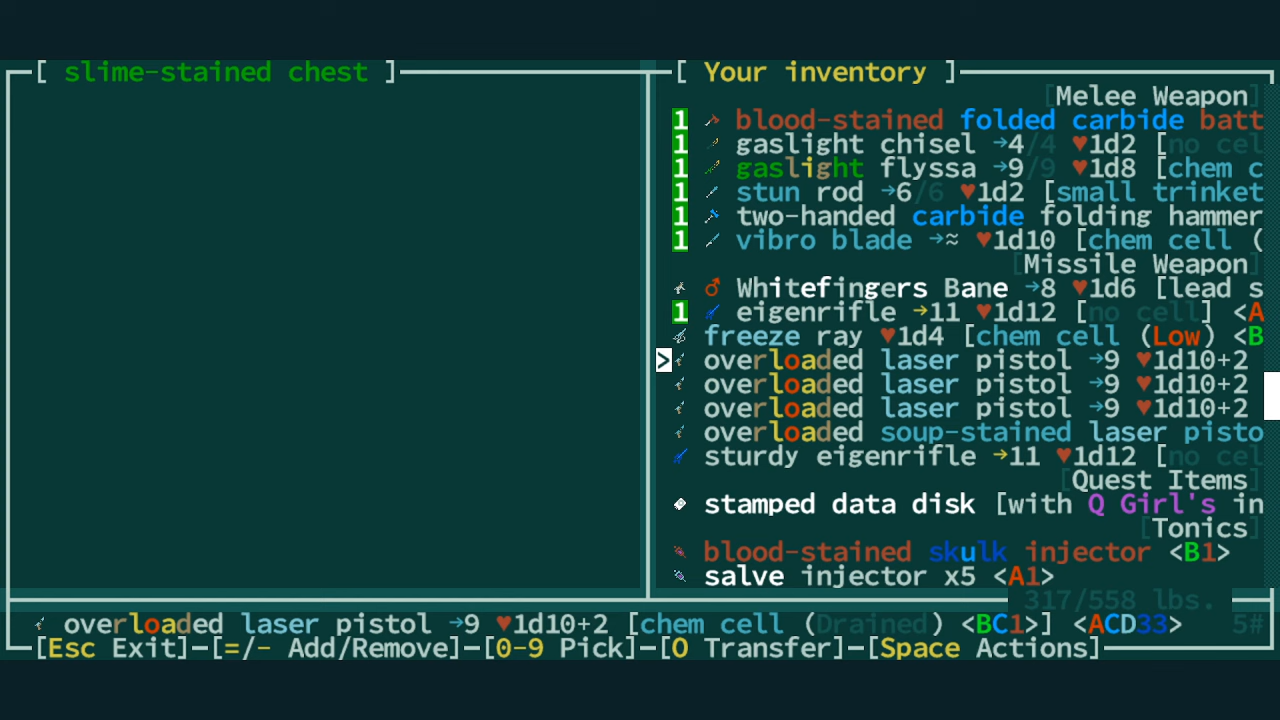 [ slime-stained chest ]
[ Your inventory ]
[Melee Weapon]
1 blood-stained folded carbide batt
1 gaslight chisel →4/4 ♥1d2 [no cel
1 gaslight flyssa →9/9 ♥1d8 [chem c
1 stun rod →6/6 ♥1d2 [small trinket
1 two-handed carbide folding hammer
1 vibro blade →≈ ♥1d10 [chem cell (
[Missile Weapon]
♂ Whitefingers Bane →8 ♥1d6 [lead s
1 eigenrifle →11 ♥1d12 [no cell] <A
freeze ray ♥1d4 [chem cell (Low) <B
> overloaded laser pistol →9 ♥1d10+2
overloaded laser pistol →9 ♥1d10+2
overloaded laser pistol →9 ♥1d10+2
overloaded soup-stained laser pisto
sturdy eigenrifle →11 ♥1d12 [no cel
[Quest Items]
stamped data disk [with Q Girl's in
[Tonics]
blood-stained skulk injector <B1>
salve injector x5 <A1>
317/558 lbs.
overloaded laser pistol →9 ♥1d10+2 [chem cell (Drained) <BC1>] <ACD33> 5#
[Esc Exit]—[=/- Add/Remove]—[0-9 Pick]—[O Transfer]—[Space Actions]